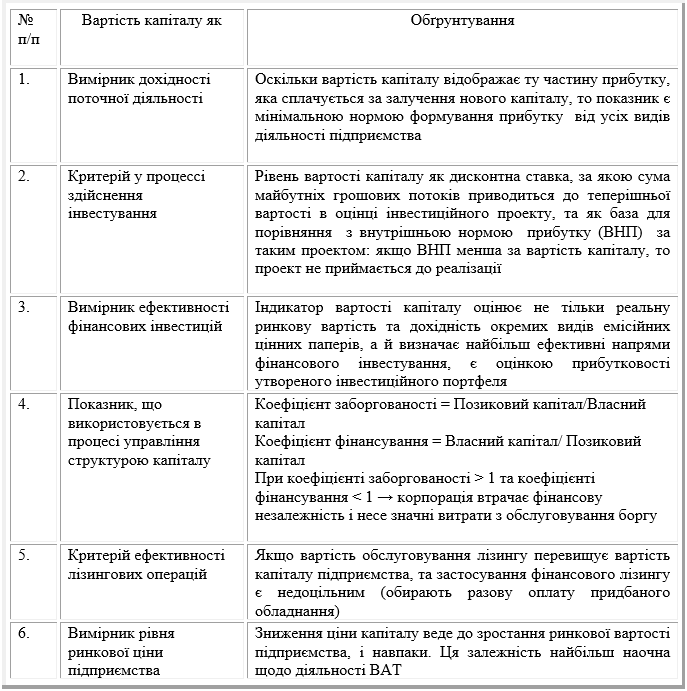 №
п/п
Вартість капіталу як
Обґрунтування
1.
Вимірник дохідності
поточної діяльності
Оскільки вартість капіталу відображає ту частину прибутку,
яка сплачується за залучення нового капіталу, то показник є
мінімальною нормою формування прибутку від усіх видів
діяльності підприємства
2.
Критерій у процессі
здійснення
інвестування
Рівень вартості капіталу як дисконтна ставка, за якою сума
майбутніх грошових потоків приводиться до теперішньої
вартості в оцінці інвестиційного проекту, та як база для
порівняння з внутрішньою нормою прибутку (ВНП) за
таким проектом: якщо ВНП менша за вартість капіталу, то
проект не приймається до реалізації
3.
Вимірник ефективності
фінансових інвестицій
Індикатор вартості капіталу оцінює не тільки реальну
ринкову вартість та дохідність окремих видів емісійних
цінних паперів, а й визначає найбільш ефективні напрями
фінансового інвестування, є оцінкою прибутковості
утвореного інвестиційного портфеля
4.
Показник, що
використовується в
процесі управління
структурою капіталу
Коефіцієнт заборгованості = Позиковий капітал/Власний
капітал
Коефіцієнт фінансування = Власний капітал/ Позиковий
капітал
При коефіцієнті заборгованості > 1 та коефіцієнті
фінансування < 1 → корпорація втрачає фінансову
незалежність і несе значні витрати з обслуговування боргу
5.
Критерій ефективності
лізингових операцій
Якщо вартість обслуговування лізингу перевищує вартість
капіталу підприємства, та застосування фінансового лізингу
є недоцільним (обирають разову оплату придбаного
обладнання)
6.
Вимірник рівня
ринкової ціни
підприємства
Зниження ціни капіталу веде до зростання ринкової вартості
підприємства, і навпаки. Ця залежність найбільш наочна
щодо діяльності ВАТ